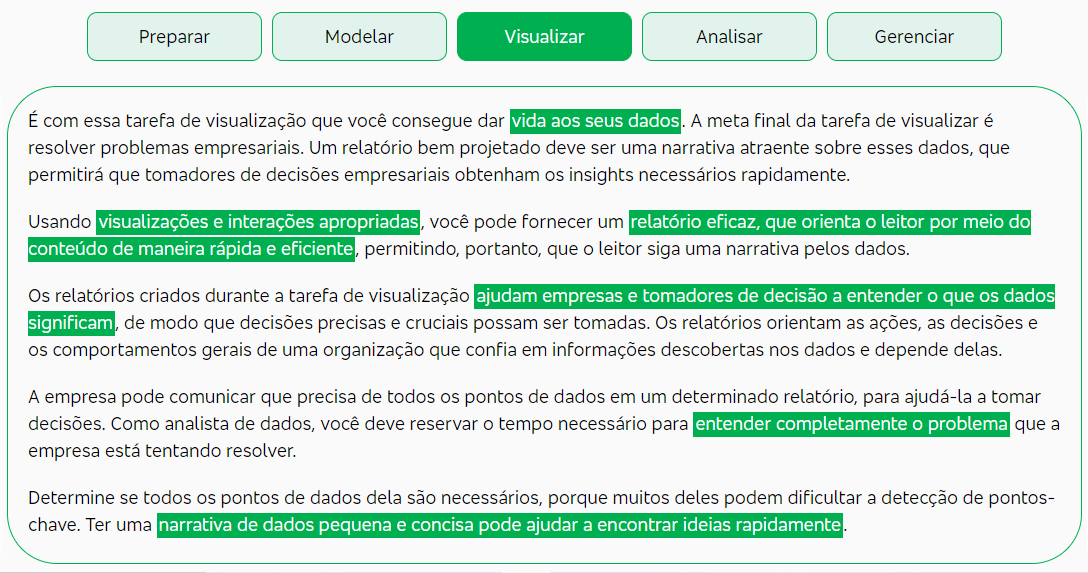 Preparar
Modelar
Visualizar
Analisar
Gerenciar
É com essa tarefa de visualização que você consegue dar vida aos seus dados. A meta final da tarefa de visualizar é
resolver problemas empresariais. Um relatório bem projetado deve ser uma narrativa atraente sobre esses dados, que
permitirá que tomadores de decisões empresariais obtenham os insights necessários rapidamente.
Usando visualizações e interações apropriadas, você pode fornecer um relatório eficaz, que orienta o leitor por meio do
conteúdo de maneira rápida e eficiente, permitindo, portanto, que o leitor siga uma narrativa pelos dados.
Os relatórios criados durante a tarefa de visualização ajudam empresas e tomadores de decisão a entender o que os dados
significam, de modo que decisões precisas e cruciais possam ser tomadas. Os relatórios orientam as ações, as decisões e
os comportamentos gerais de uma organização que confia em informações descobertas nos dados e depende delas.
A empresa pode comunicar que precisa de todos os pontos de dados em um determinado relatório, para ajudá-la a tomar
decisões. Como analista de dados, você deve reservar o tempo necessário para entender completamente o problema que a
empresa está tentando resolver.
Determine se todos os pontos de dados dela são necessários, porque muitos deles podem dificultar a detecção de pontos-
chave. Ter uma narrativa de dados pequena e concisa pode ajudar a encontrar ideias rapidamente.